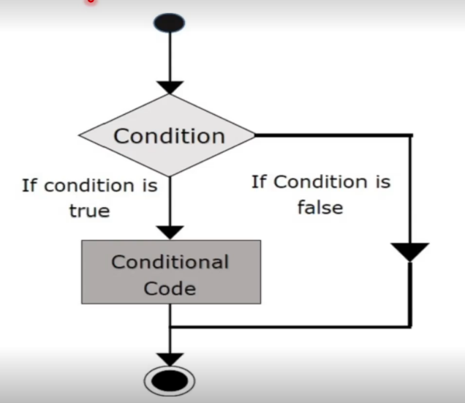 Condition
If condition is
true
If Condition is
false
Conditional
Code